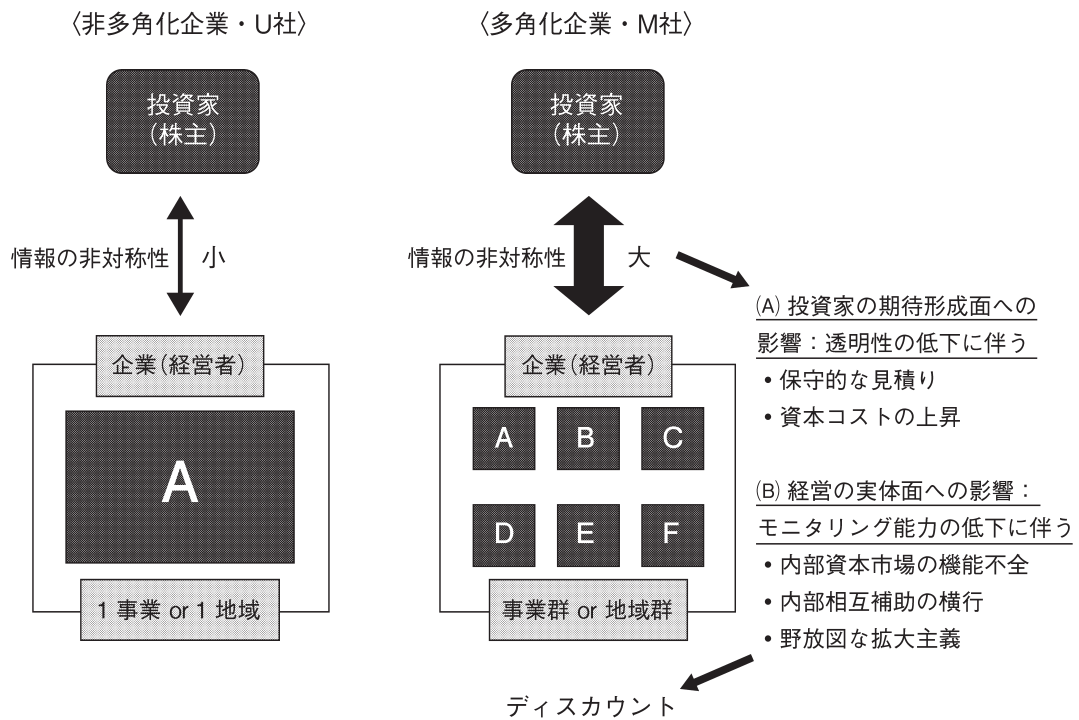 〈非多角化企業・U社〉
投資家
（株主）
情報の非対称性 小
企業（経営者）
A
1 事業 or 1 地域
〈多角化企業・M社〉
投資家
（株主）
情報の非対称性 大
企業（経営者）
A B C
D E F
事業群 or 地域群
(A) 投資家の期待形成面への
影響：透明性の低下に伴う
・保守的な見積り
・資本コストの上昇
(B) 経営の実体面への影響：
モニタリング能力の低下に伴う
・内部資本市場の機能不全
・内部相互補助の横行
・野放図な拡大主義
ディスカウント